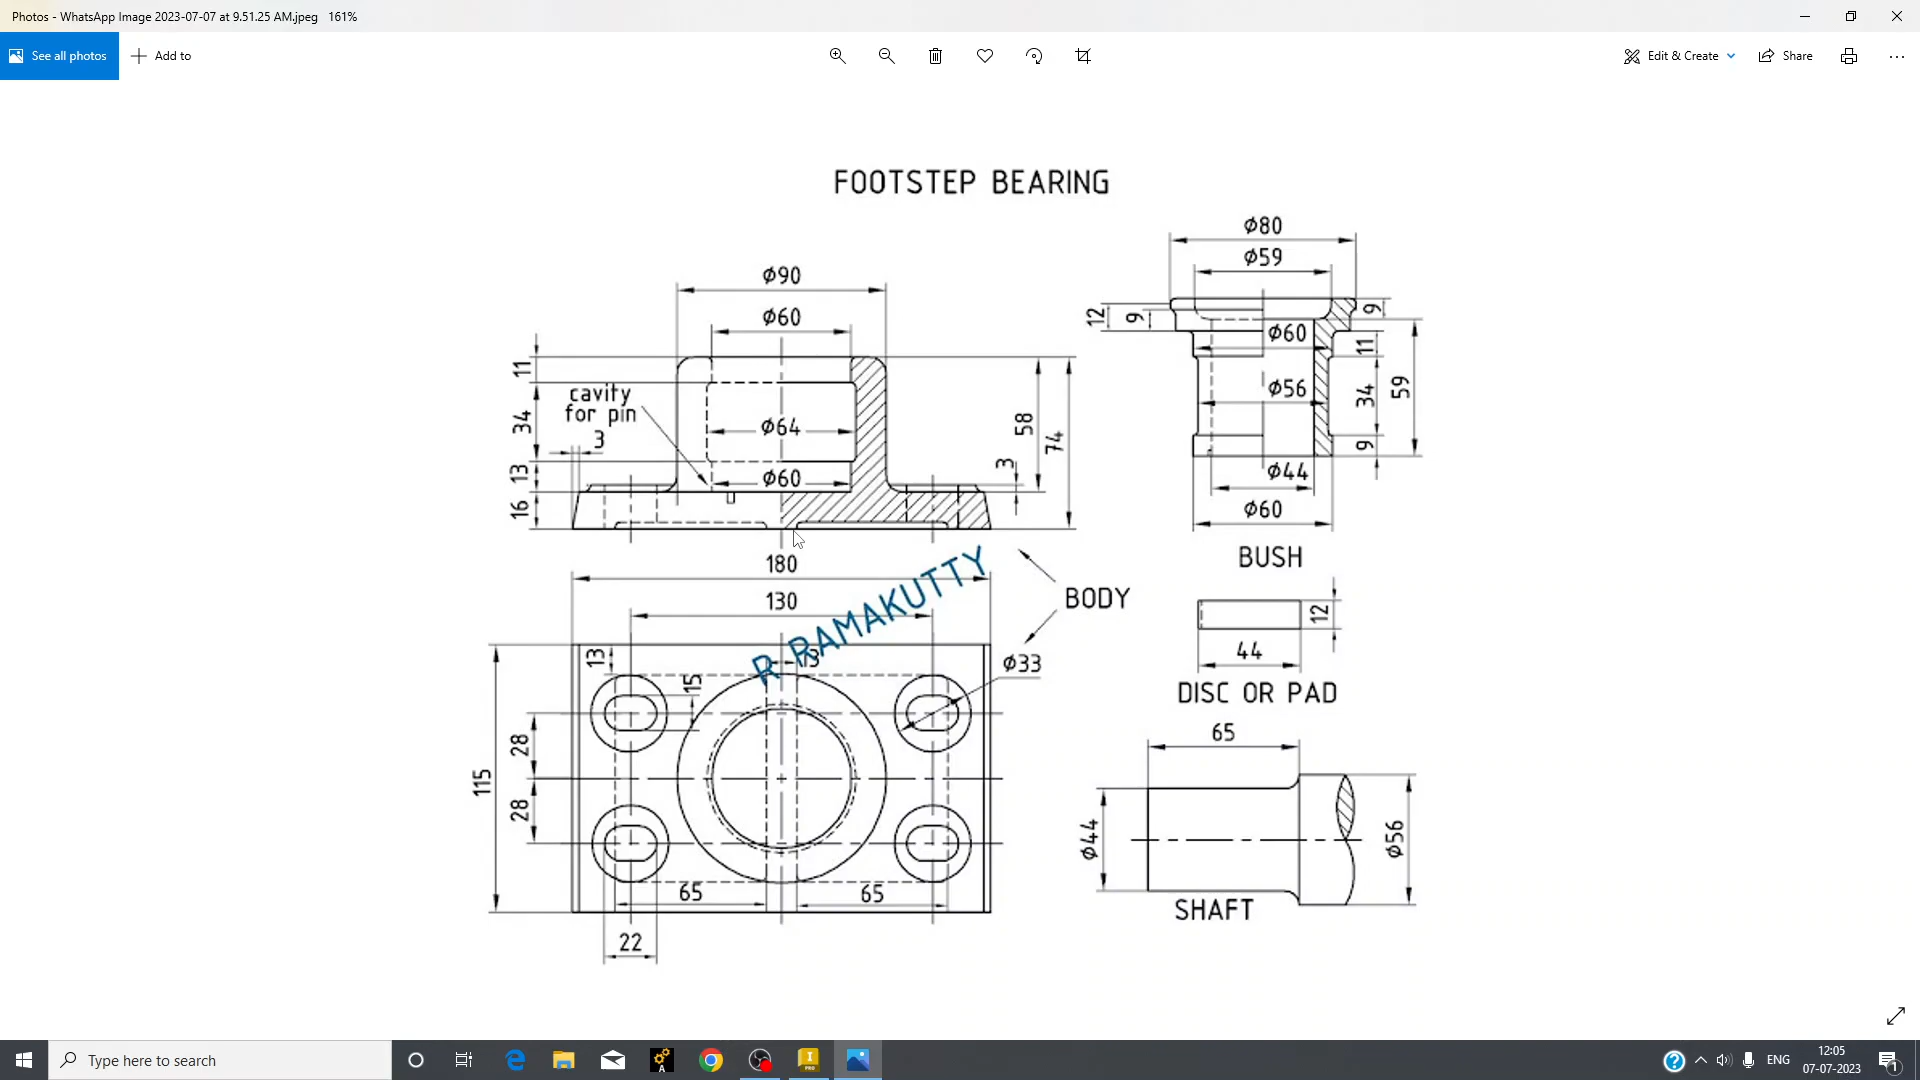 Photos - WhatsApp Image 2023-07-07 at 9.51.25 AM.jpeg 161%
See all photos
Add to
Edit & Create
Share
FOOTSTEP BEARING
Ø90
Ø60
11
cavity
for pin
34
3
Ø64
13
Ø60
16
58
74
3
180
130
BODY
R RAMAKUTTY
13
13
15
Ø33
28
115
28
65
65
22
Ø80
Ø59
12
9
9
Ø60
11
Ø56
34
59
9
Ø44
Ø60
BUSH
12
44
DISC OR PAD
65
Ø44
Ø56
SHAFT
Type here to search
ENG
12:05
07-07-2023
1